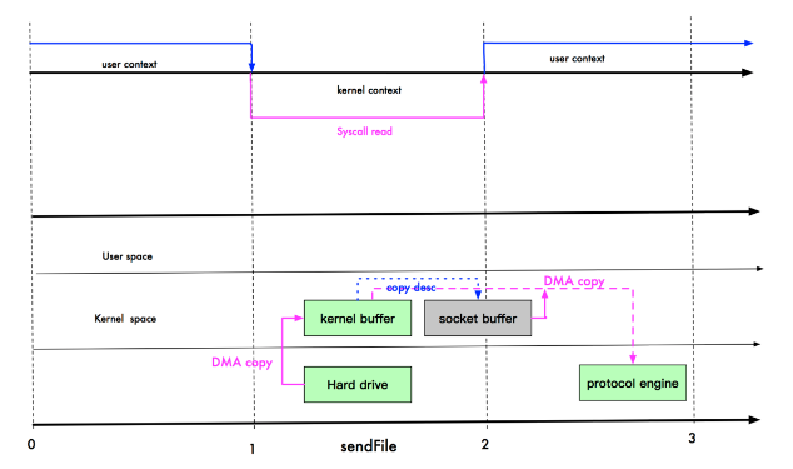 user context
user context
kernel context
Syscall read
User space
copy desc
DMA copy
Kernel space
kernel buffer
socket buffer
DMA copy
Hard drive
protocol engine
0
1
sendFile
2
3